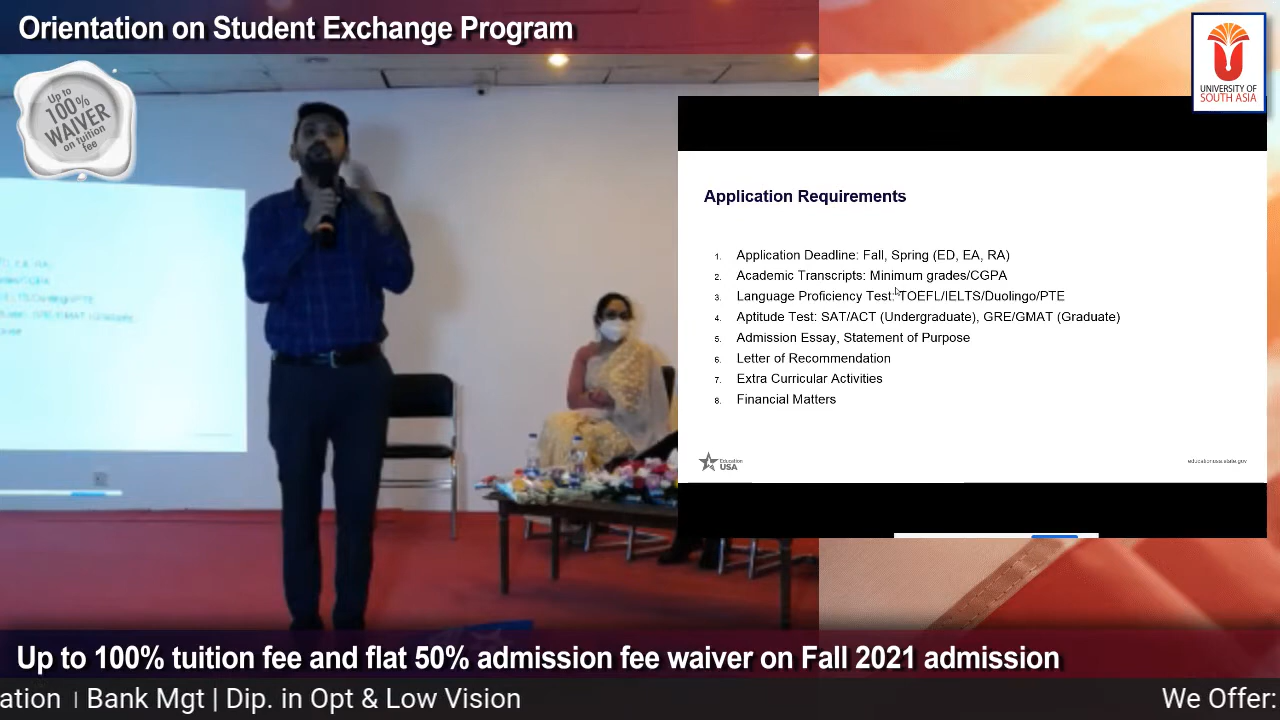 Orientation on Student Exchange Program
Up to
100%
WAIVER
on tuition
fee
UNIVERSITY OF
SOUTH ASIA
Application Requirements
1. Application Deadline: Fall, Spring (ED, EA, RA)
2. Academic Transcripts: Minimum grades/CGPA
3. Language Proficiency Test: TOEFL/IELTS/Duolingo/PTE
4. Aptitude Test: SAT/ACT (Undergraduate), GRE/GMAT (Graduate)
5. Admission Essay, Statement of Purpose
6. Letter of Recommendation
7. Extra Curricular Activities
8. Financial Matters
Education
USA
educationusa.state.gov
Up to 100% tuition fee and flat 50% admission fee waiver on Fall 2021 admission
ation | Bank Mgt | Dip. in Opt & Low Vision
We Offer: